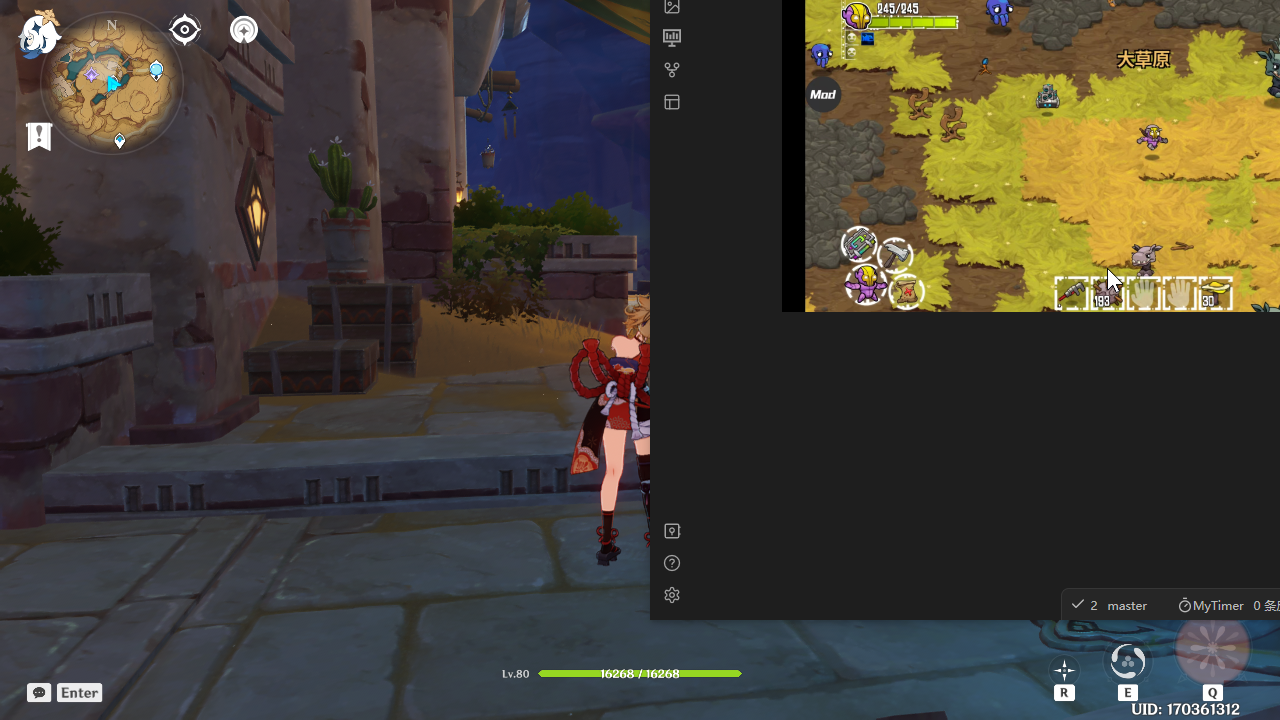 N
245/245
大草原
Mod
193
30
2 master MyTimer 0 条
Lv.80 16268 / 16268
Enter
R E Q
UID: 170361312